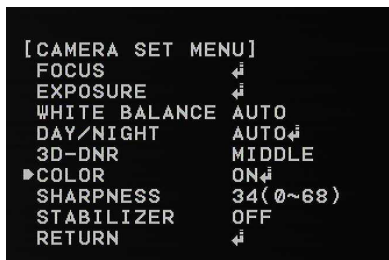 [CAMERA SET MENU]
FOCUS ↲
EXPOSURE ↲
WHITE BALANCE AUTO
DAY/NIGHT AUTO↲
3D-DNR MIDDLE
▶COLOR ON↲
SHARPNESS 34(0~68)
STABILIZER OFF
RETURN ↲